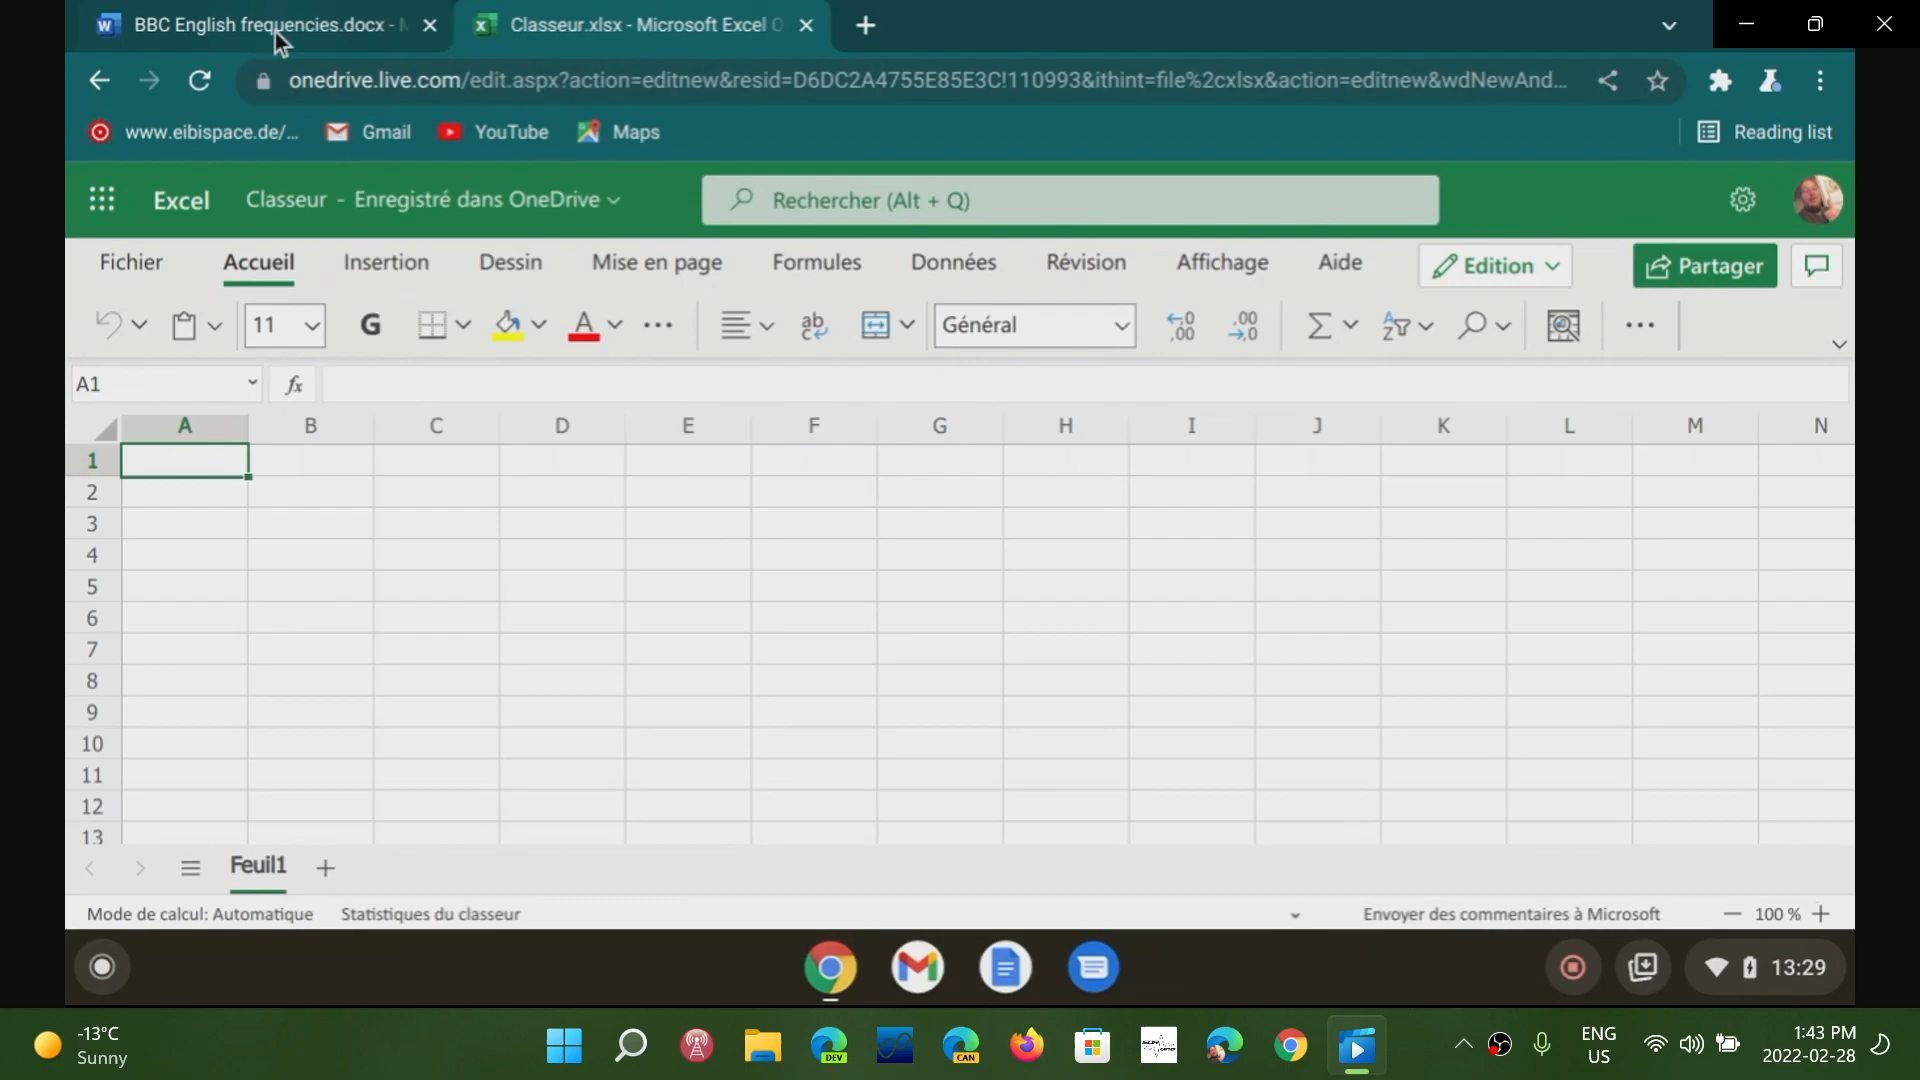 BBC English frequencies.docx - M
Classeur.xlsx - Microsoft Excel O
onedrive.live.com/edit.aspx?action=editnew&resid=D6DC2A4755E85E3C!110993&ithint=file%2cxlsx&action=editnew&wdNewAnd...
www.eibispace.de/...
Gmail
YouTube
Maps
Reading list
Excel
Classeur - Enregistré dans OneDrive
Rechercher (Alt + Q)
Fichier Accueil Insertion Dessin Mise en page Formules Données Révision Affichage Aide Edition Partager
11 G ab Général
A1 fx
A B C D E F G H I J K L M N
1
2
3
4
5
6
7
8
9
10
11
12
13
Feuil1
Mode de calcul: Automatique Statistiques du classeur Envoyer des commentaires à Microsoft 100 %
13:29
-13°C
Sunny
DEV
CAN
ENG
US
1:43 PM
2022-02-28